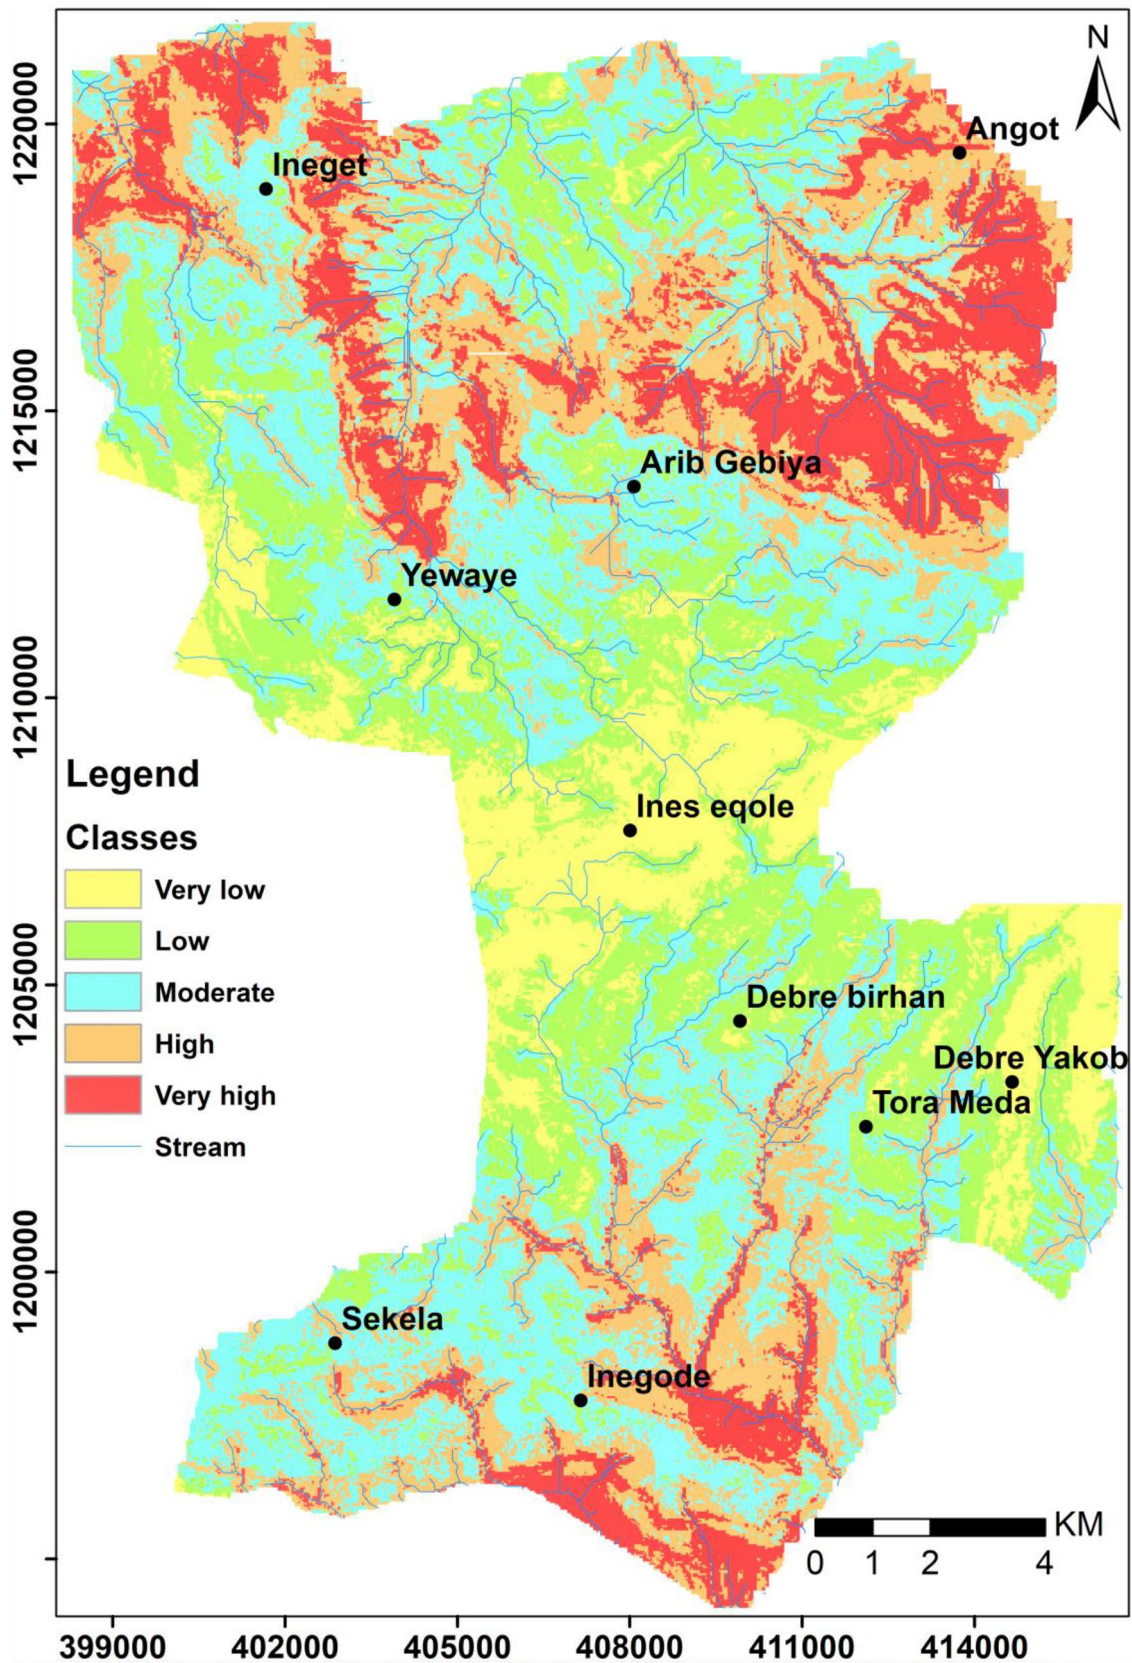 N
1220000
1215000
1210000
1205000
1200000
Angot
Ineget
Arib Gebiya
Yewaye
Ines eqole
Debre birhan
Debre Yakob
Tora Meda
Sekela
Inegode
Legend
Classes
Very low
Low
Moderate
High
Very high
Stream
KM
0 1 2 4
399000 402000 405000 408000 411000 414000